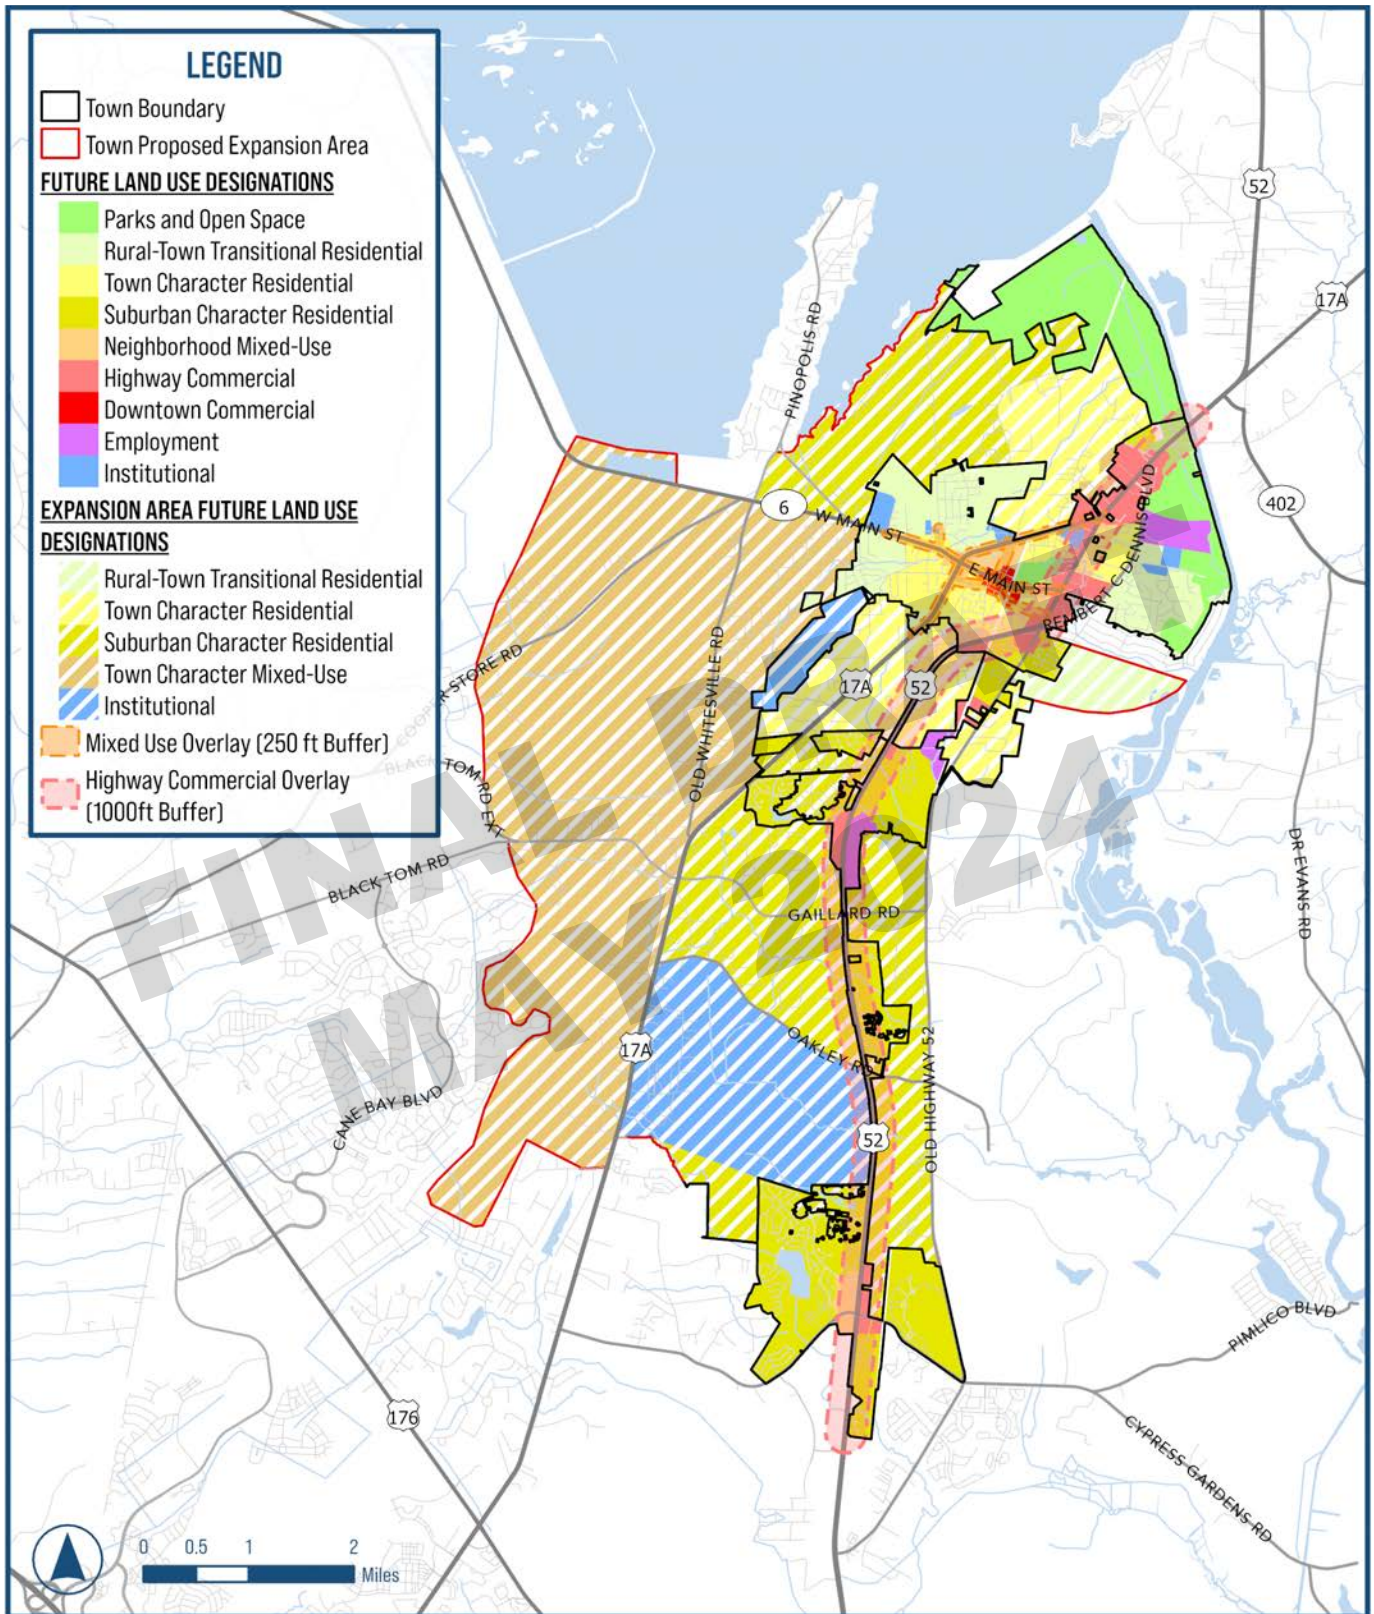 LEGEND
Town Boundary
Town Proposed Expansion Area
FUTURE LAND USE DESIGNATIONS
Parks and Open Space
Rural-Town Transitional Residential
Town Character Residential
Suburban Character Residential
Neighborhood Mixed-Use
Highway Commercial
Downtown Commercial
Employment
Institutional
EXPANSION AREA FUTURE LAND USE
DESIGNATIONS
Rural-Town Transitional Residential
Town Character Residential
Suburban Character Residential
Town Character Mixed-Use
Institutional
Mixed Use Overlay (250 ft Buffer)
Highway Commercial Overlay
(1000ft Buffer)
52
17A
PINOPOLIS RD
402
6
W MAIN ST
E MAIN ST
REMBERT C DENNIS BLVD
OLD WHITESVILLE RD
17A
52
COOPER STORE RD
BLACK TOM RD EXT
BLACK TOM RD
GAILLARD RD
DR EVANS RD
FINAL DRAFT
MAY 2024
17A
OAKLEY RD
OLD HIGHWAY 52
CANE BAY BLVD
52
PIMLICO BLVD
176
CYPRESS GARDENS RD
0 0.5 1 2
Miles